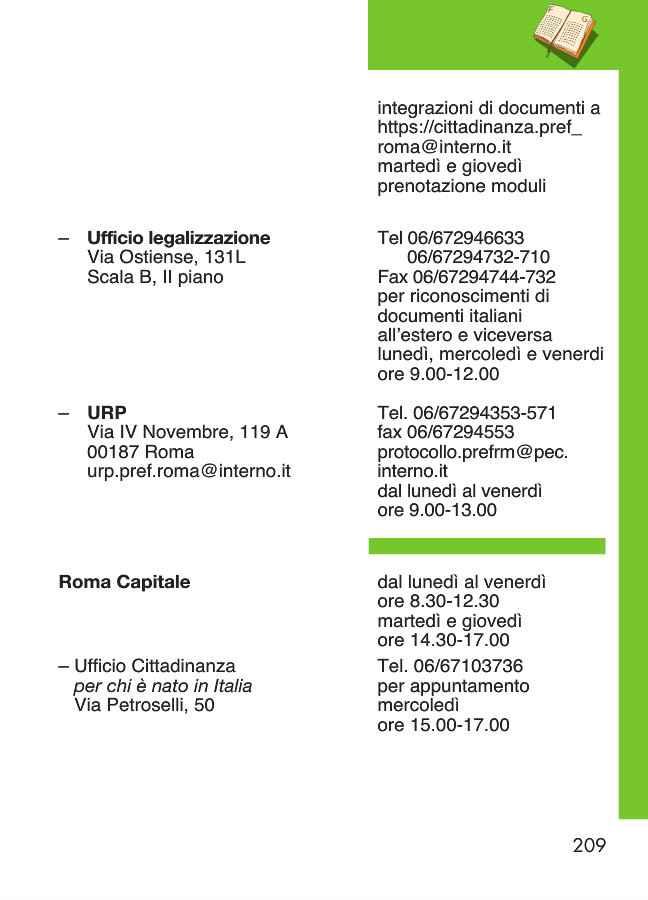 integrazioni di documenti a
https://cittadinanza.pref_
roma@interno.it
martedì e giovedì
prenotazione moduli
– Ufficio legalizzazione
Via Ostiense, 131L
Scala B, II piano
Tel 06/672946633
06/67294732-710
Fax 06/67294744-732
per riconoscimenti di
documenti italiani
all’estero e viceversa
lunedì, mercoledì e venerdi
ore 9.00-12.00
– URP
Via IV Novembre, 119 A
00187 Roma
urp.pref.roma@interno.it
Tel. 06/67294353-571
fax 06/67294553
protocollo.prefrm@pec.
interno.it
dal lunedì al venerdì
ore 9.00-13.00
Roma Capitale
dal lunedì al venerdì
ore 8.30-12.30
martedì e giovedì
ore 14.30-17.00
– Ufficio Cittadinanza
per chi è nato in Italia
Via Petroselli, 50
Tel. 06/67103736
per appuntamento
mercoledì
ore 15.00-17.00
209